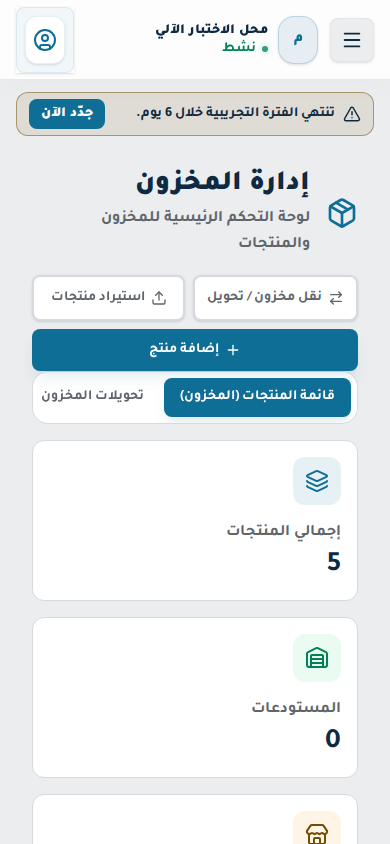 محل الاختبار الآلي
نشط
م
تنتهي الفترة التجريبية خلال 6 يوم.
جدّد الآن
إدارة المخزون
لوحة التحكم الرئيسية للمخزون
والمنتجات
نقل مخزون / تحويل
استيراد منتجات
إضافة منتج
قائمة المنتجات (المخزون)
تحويلات المخزون
إجمالي المنتجات
5
المستودعات
0